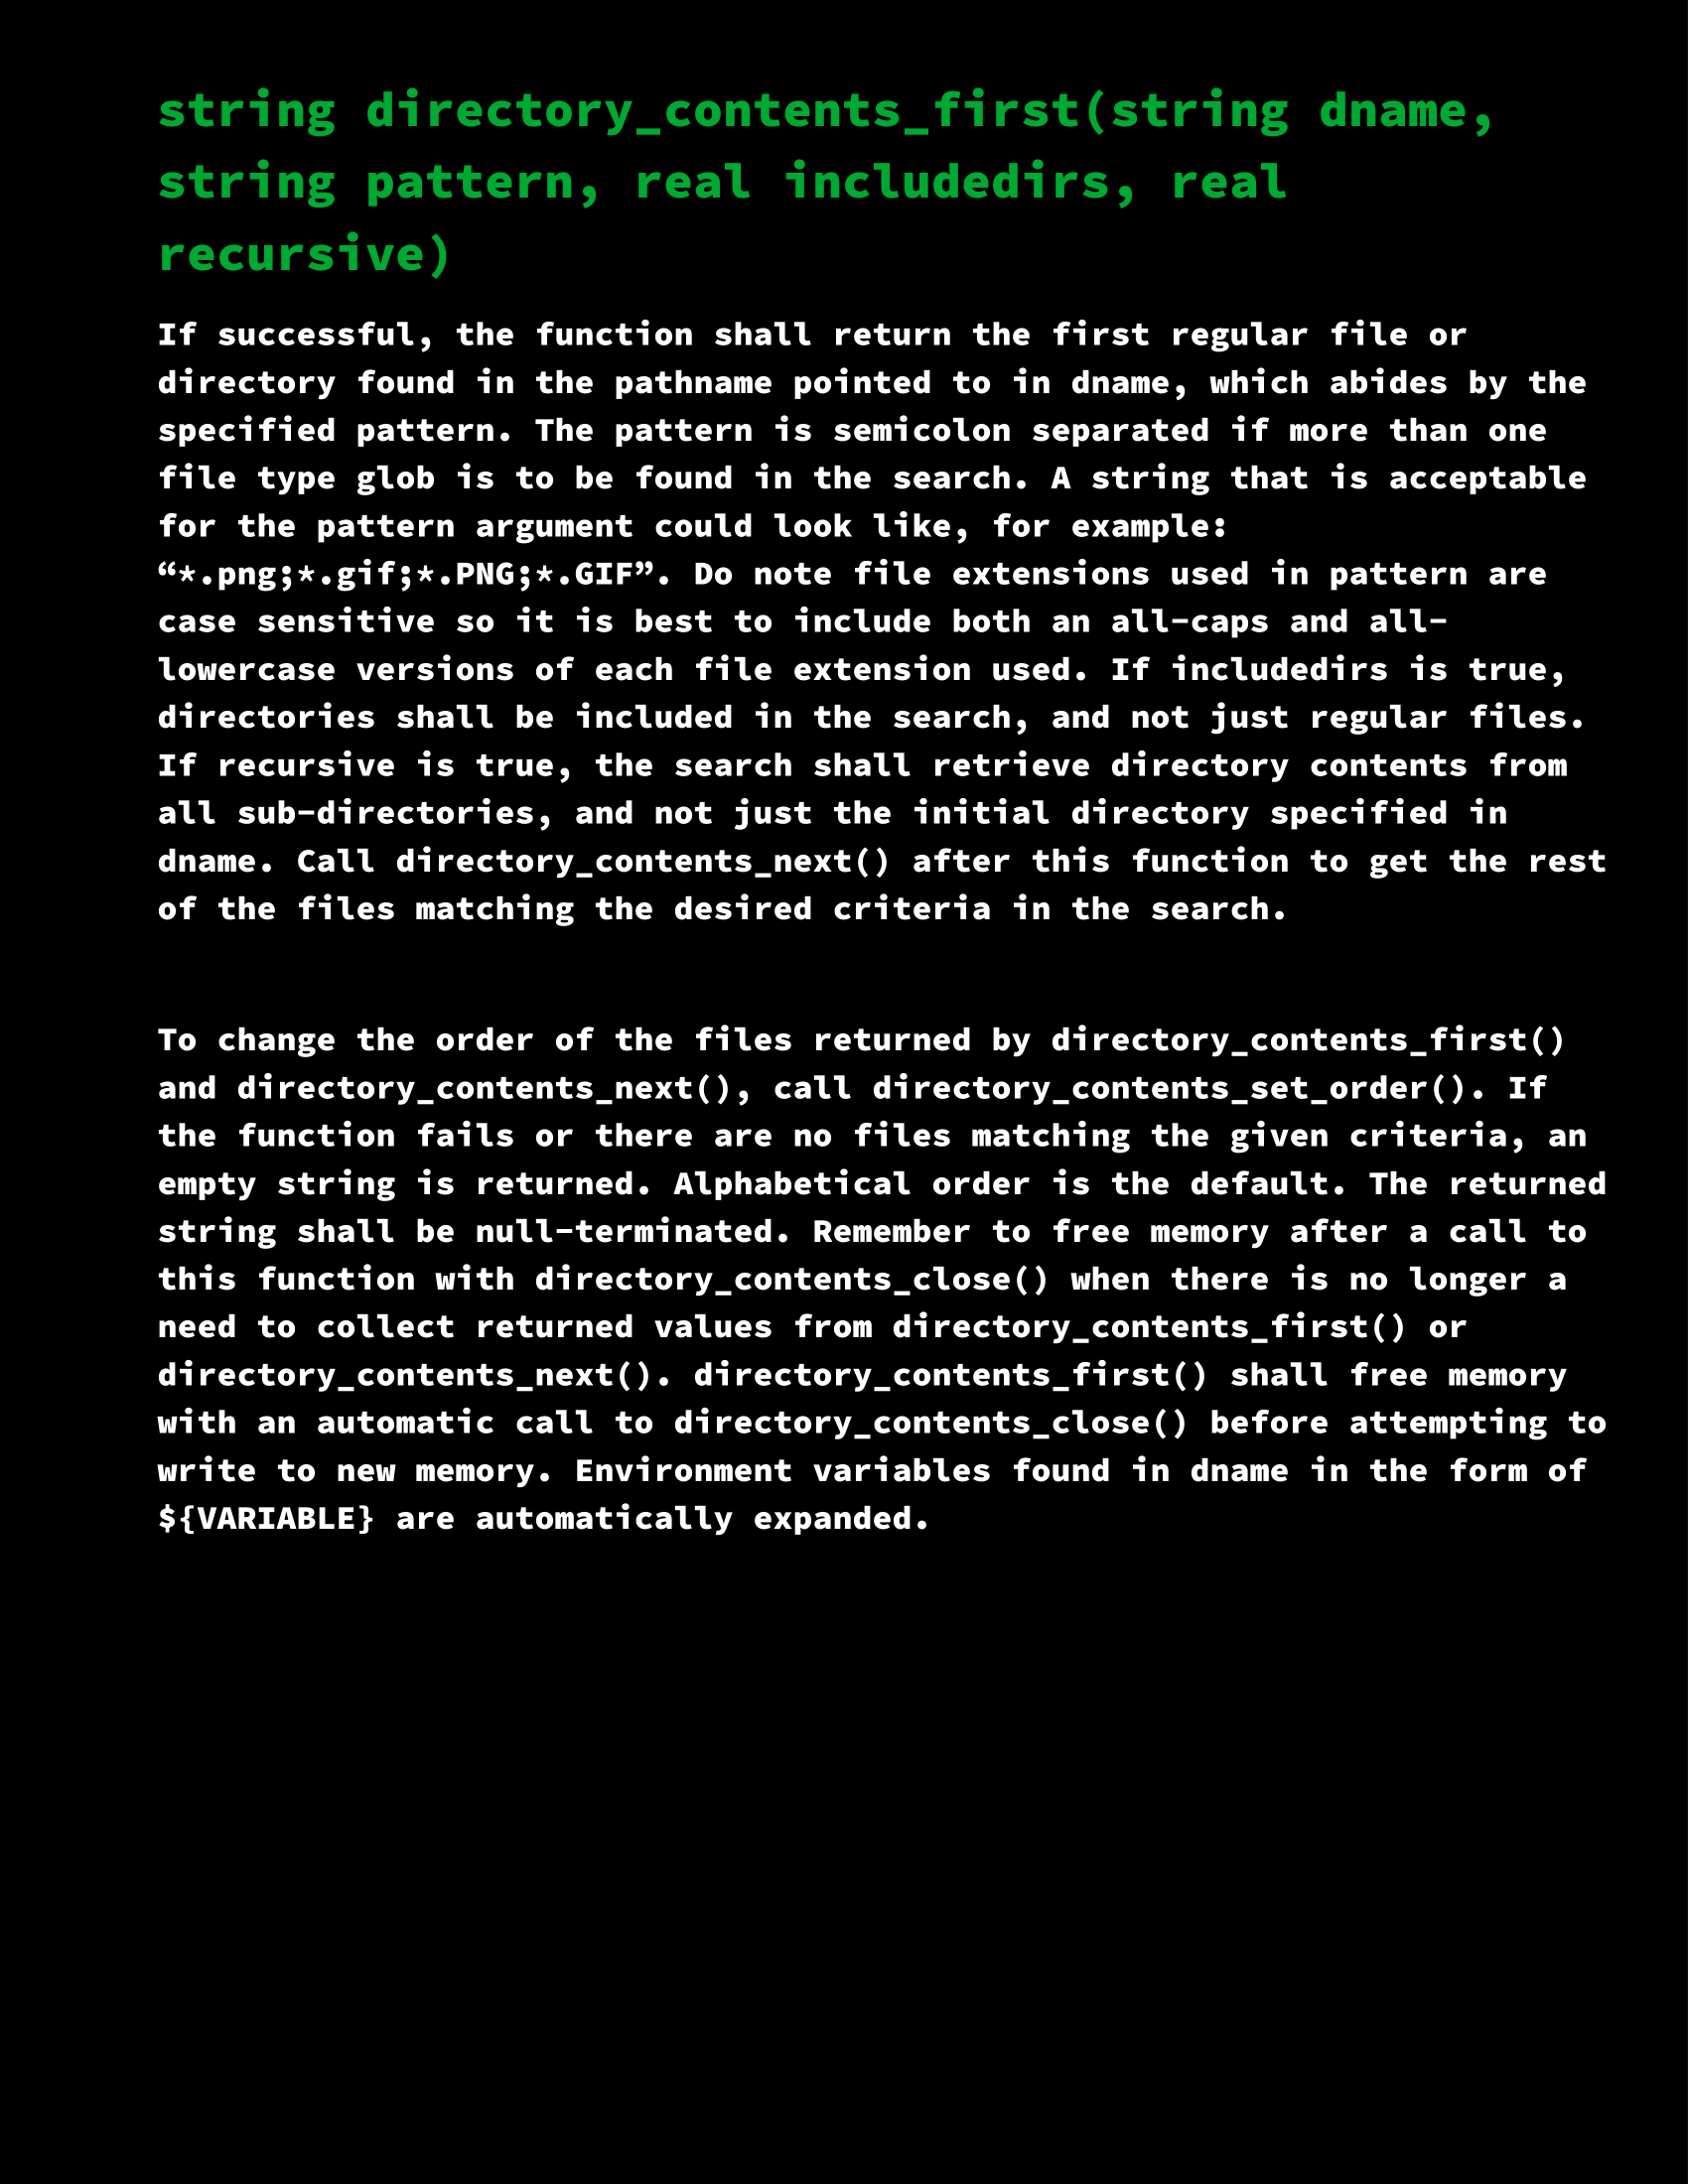 string directory_contents_first(string dname,
string pattern, real includedirs, real
recursive)
If successful, the function shall return the first regular file or
directory found in the pathname pointed to in dname, which abides by the
specified pattern. The pattern is semicolon separated if more than one
file type glob is to be found in the search. A string that is acceptable
for the pattern argument could look like, for example:
“*.png;*.gif;*.PNG;*.GIF”. Do note file extensions used in pattern are
case sensitive so it is best to include both an all-caps and all-
lowercase versions of each file extension used. If includedirs is true,
directories shall be included in the search, and not just regular files.
If recursive is true, the search shall retrieve directory contents from
all sub-directories, and not just the initial directory specified in
dname. Call directory_contents_next() after this function to get the rest
of the files matching the desired criteria in the search.
To change the order of the files returned by directory_contents_first()
and directory_contents_next(), call directory_contents_set_order(). If
the function fails or there are no files matching the given criteria, an
empty string is returned. Alphabetical order is the default. The returned
string shall be null-terminated. Remember to free memory after a call to
this function with directory_contents_close() when there is no longer a
need to collect returned values from directory_contents_first() or
directory_contents_next(). directory_contents_first() shall free memory
with an automatic call to directory_contents_close() before attempting to
write to new memory. Environment variables found in dname in the form of
${VARIABLE} are automatically expanded.